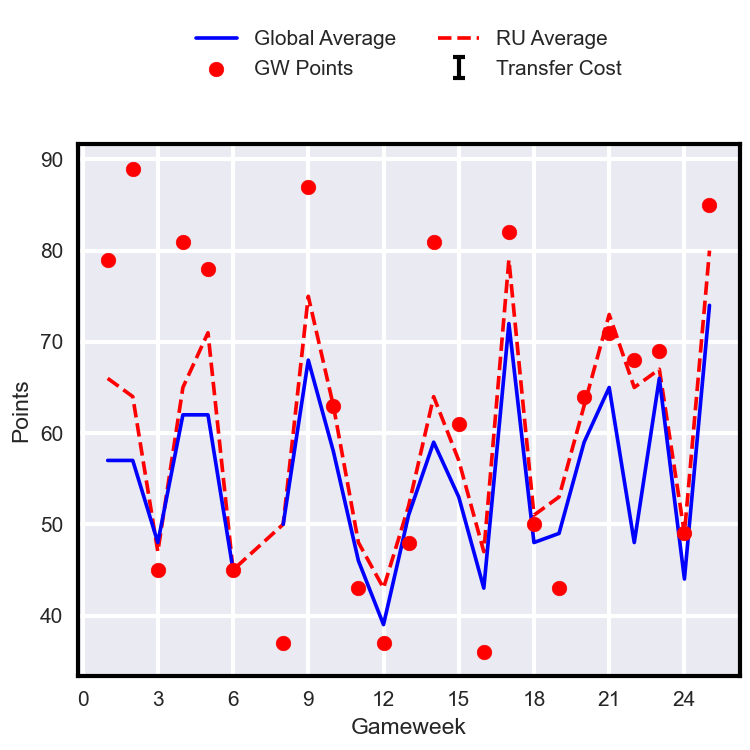 Global Average
RU Average
GW Points
Transfer Cost
90
80
70
60
50
40
Points
0 3 6 9 12 15 18 21 24
Gameweek